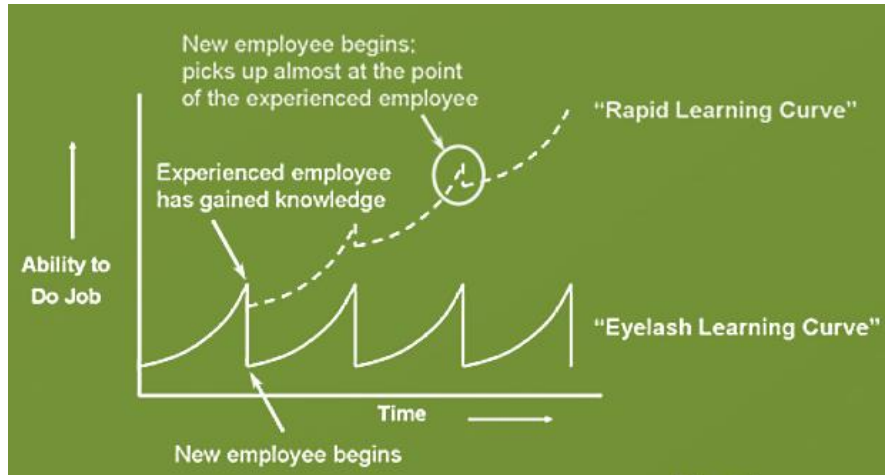 New employee begins;
picks up almost at the point
of the experienced employee
“Rapid Learning Curve”
Experienced employee
has gained knowledge
Ability to
Do Job
“Eyelash Learning Curve”
Time
New employee begins